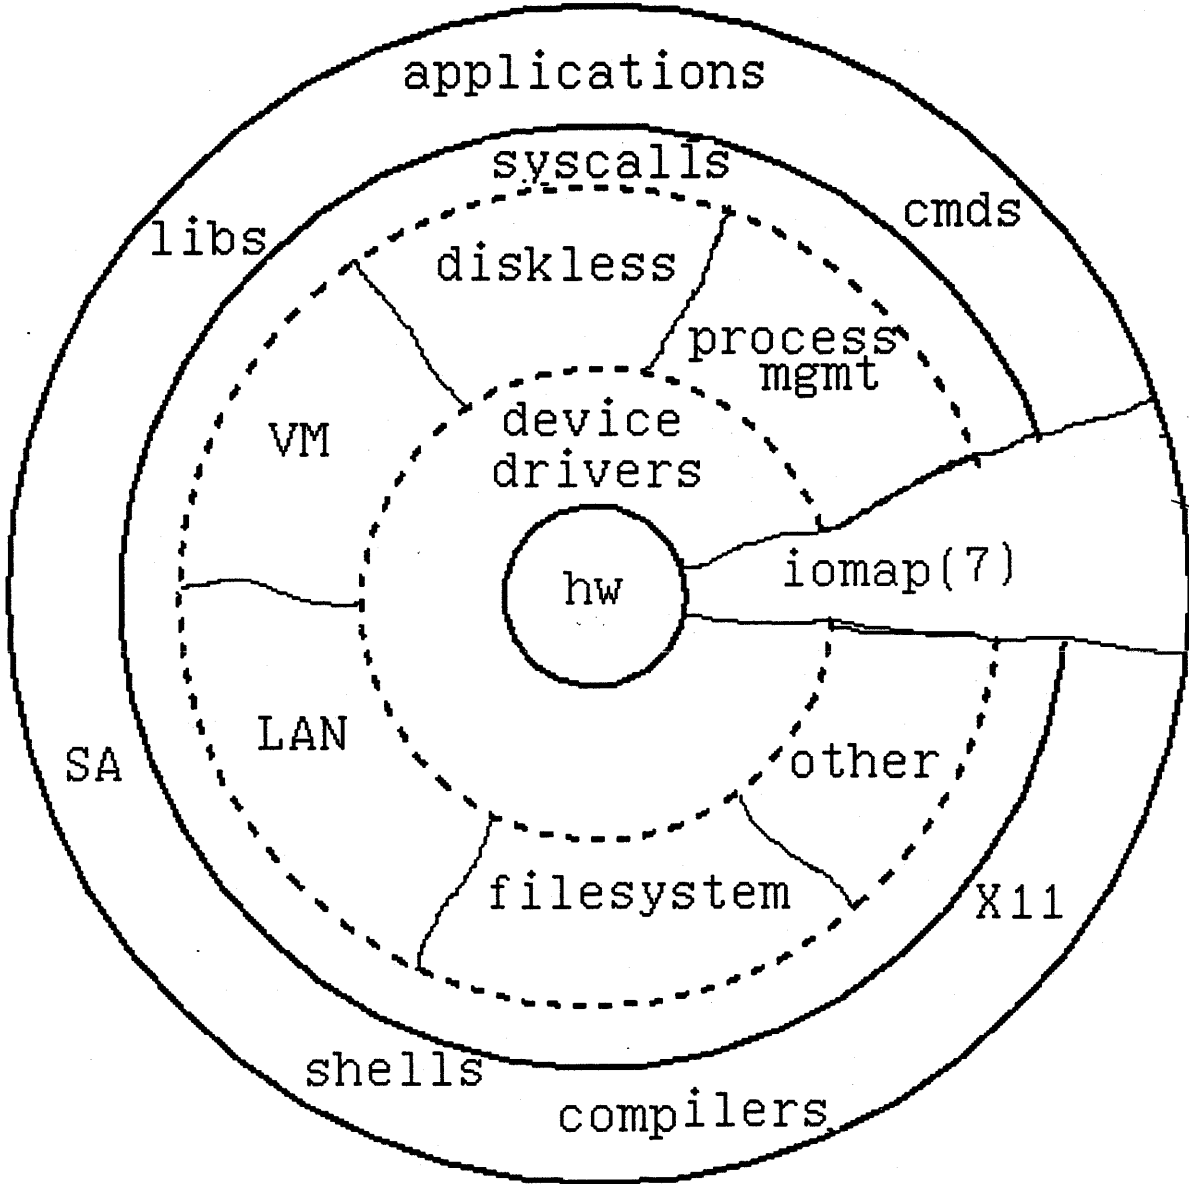 applications
syscalls
cmds
libs
diskless
process
mgmt
device
drivers
VM
iomap(7)
hw
LAN
SA
other
filesystem
X11
shells
compilers